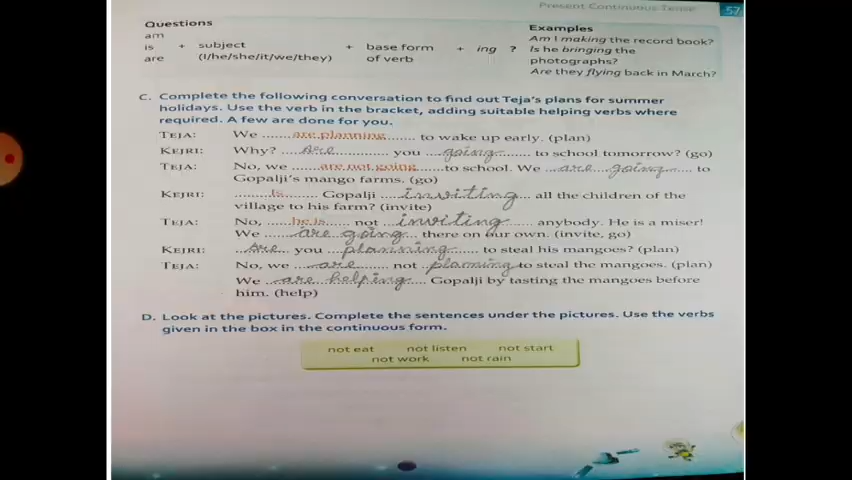 Present Continuous Tense 57
Questions Examples
am Am I making the record book?
is + subject + base form + ing ? Is he bringing the
are (I/he/she/it/we/they) of verb photographs?
Are they flying back in March?
C. Complete the following conversation to find out Teja's plans for summer
holidays. Use the verb in the bracket, adding suitable helping verbs where
required. A few are done for you.
TEJA: We ......are planning...... to wake up early. (plan)
KEJRI: Why? ....Are............ you ....going........ to school tomorrow? (go)
TEJA: No, we ......are not going......to school. We ...are....going...... to
Gopalji's mango farms. (go)
KEJRI: .........Is........ Gopalji ....inviting.... all the children of the
village to his farm? (invite)
TEJA: No, ......he is...... not ...inviting....... anybody. He is a miser!
We .......are going.... there on our own. (invite, go)
KEJRI: ...Are.... you ....planning...... to steal his mangoes? (plan)
TEJA: No, we ....are........ not ..planning to steal the mangoes. (plan)
We ...are helping.... Gopalji by tasting the mangoes before
him. (help)
D. Look at the pictures. Complete the sentences under the pictures. Use the verbs
given in the box in the continuous form.
not eat not listen not start
not work not rain